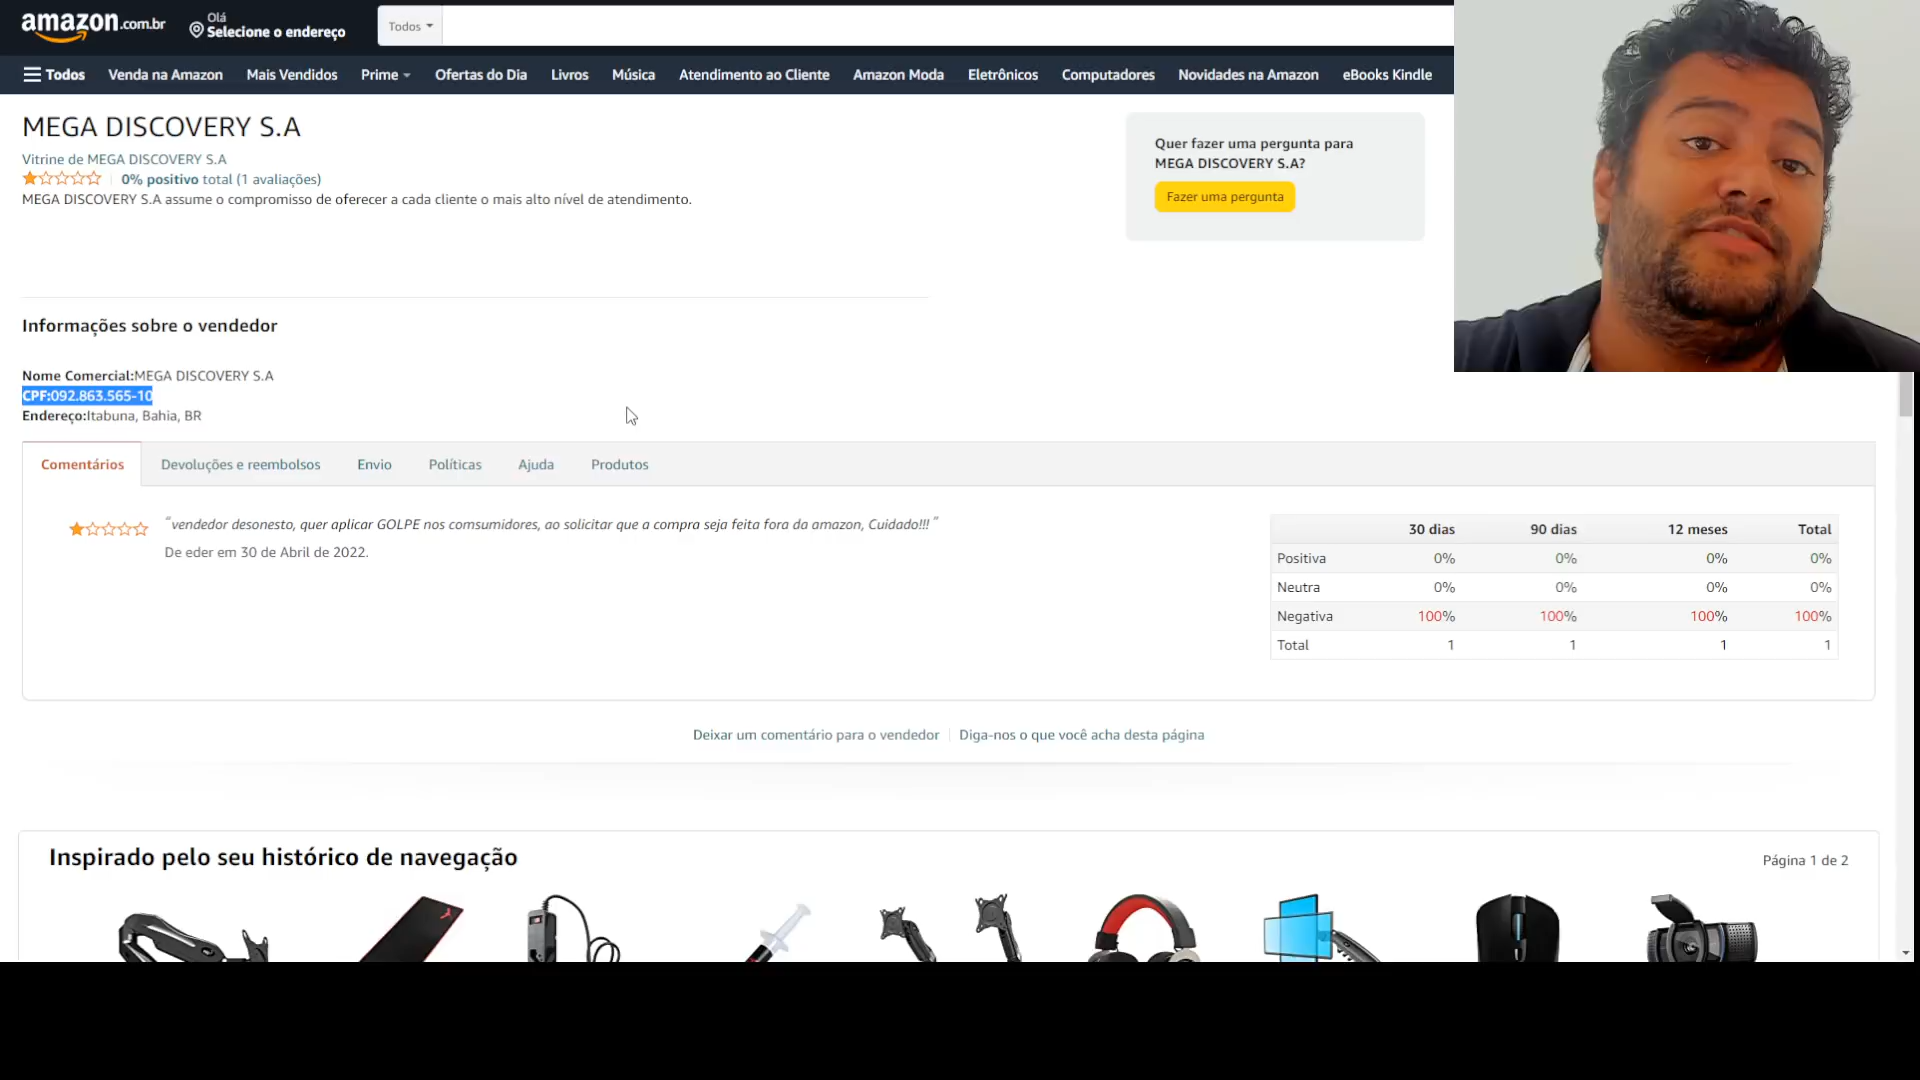 amazon.com.br
Olá
Selecione o endereço
Todos
Todos Venda na Amazon Mais Vendidos Prime Ofertas do Dia Livros Música Atendimento ao Cliente Amazon Moda Eletrônicos Computadores Novidades na Amazon eBooks Kindle
MEGA DISCOVERY S.A
Vitrine de MEGA DISCOVERY S.A
0% positivo total (1 avaliações)
MEGA DISCOVERY S.A assume o compromisso de oferecer a cada cliente o mais alto nível de atendimento.
Quer fazer uma pergunta para
MEGA DISCOVERY S.A?
Fazer uma pergunta
Informações sobre o vendedor
Nome Comercial:MEGA DISCOVERY S.A
CPF:092.863.565-10
Endereço:Itabuna, Bahia, BR
Comentários Devoluções e reembolsos Envio Políticas Ajuda Produtos
“vendedor desonesto, quer aplicar GOLPE nos comsumidores, ao solicitar que a compra seja feita fora da amazon, Cuidado!!!”
De eder em 30 de Abril de 2022.
30 dias 90 dias 12 meses Total
Positiva 0% 0% 0% 0%
Neutra 0% 0% 0% 0%
Negativa 100% 100% 100% 100%
Total 1 1 1 1
Deixar um comentário para o vendedor | Diga-nos o que você acha desta página
Inspirado pelo seu histórico de navegação
Página 1 de 2